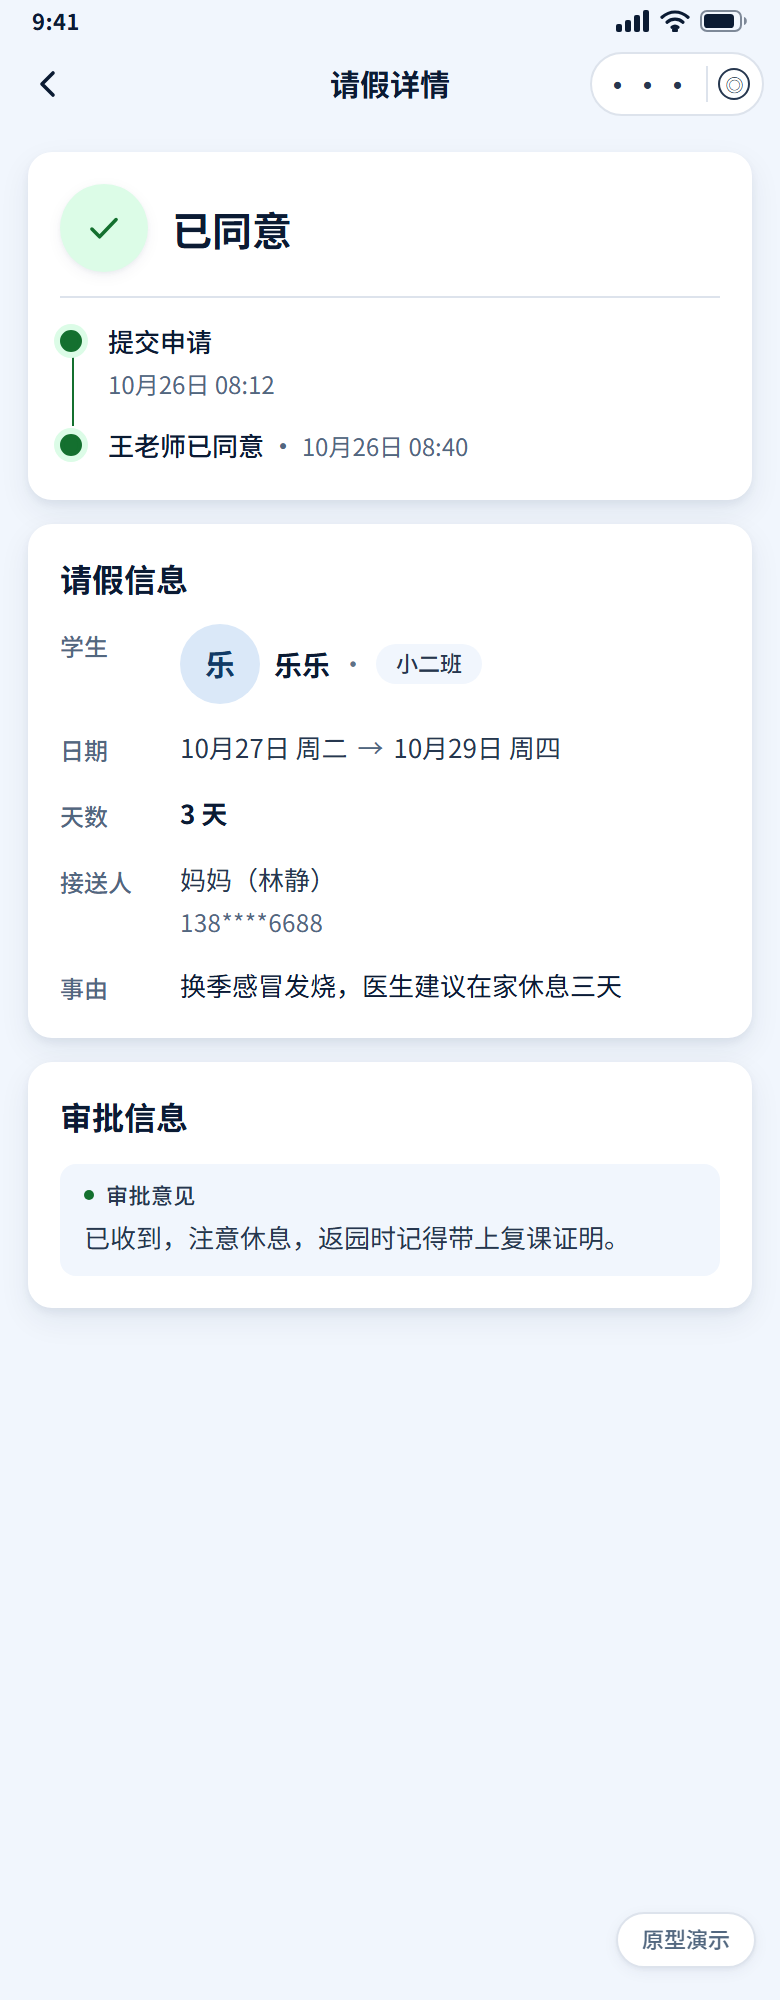 9:41
请假详情
已同意
提交申请
10月26日 08:12
王老师已同意 · 10月26日 08:40
请假信息
学生 乐 乐乐 · 小二班
日期 10月27日 周二 → 10月29日 周四
天数 3 天
接送人 妈妈（林静）
138****6688
事由 换季感冒发烧，医生建议在家休息三天
审批信息
审批意见
已收到，注意休息，返园时记得带上复课证明。
原型演示